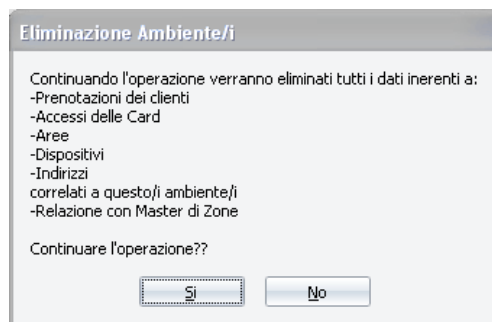 Eliminazione Ambiente/i
Continuando l'operazione verranno eliminati tutti i dati inerenti a:
-Prenotazioni dei clienti
-Accessi delle Card
-Aree
-Dispositivi
-Indirizzi
correlati a questo/i ambiente/i
-Relazione con Master di Zone
Continuare l'operazione??
Si
No